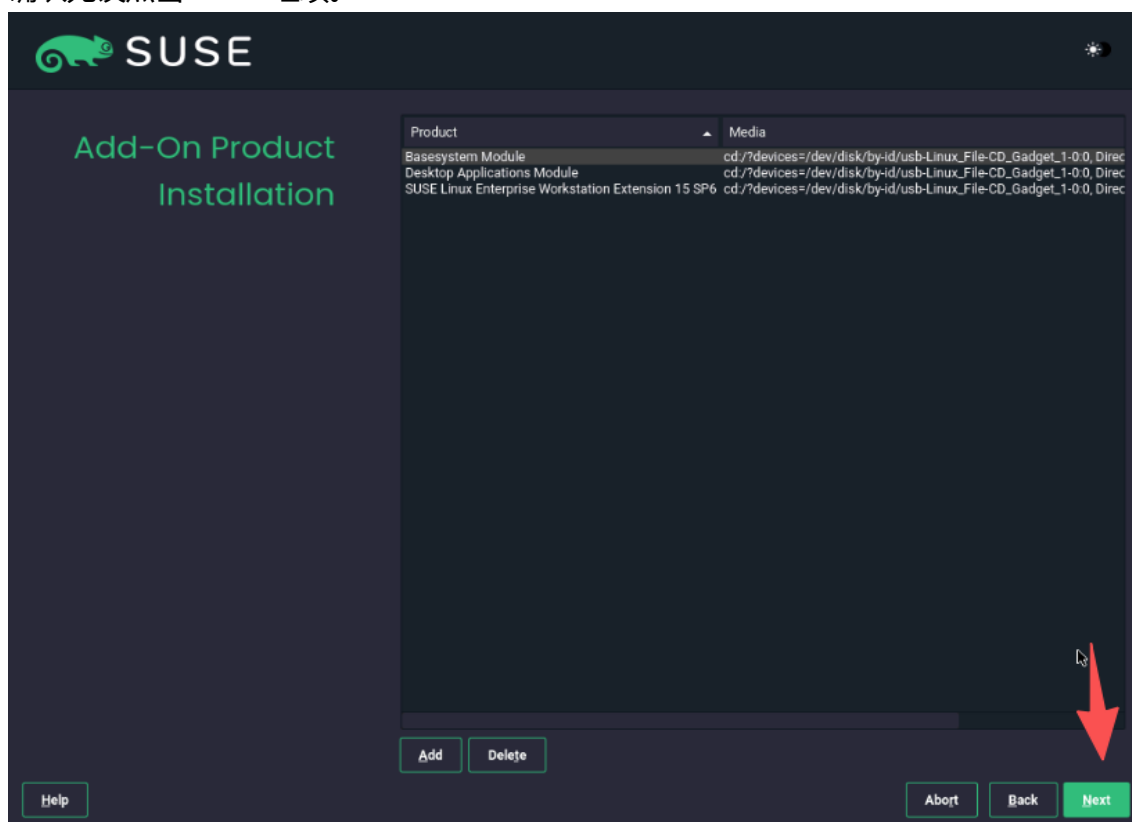 SUSE
Add-On Product
Installation
Product Media
Basesystem Module cd:/?devices=/dev/disk/by-id/usb-Linux_File-CD_Gadget_1-0:0, Direc
Desktop Applications Module cd:/?devices=/dev/disk/by-id/usb-Linux_File-CD_Gadget_1-0:0, Direc
SUSE Linux Enterprise Workstation Extension 15 SP6 cd:/?devices=/dev/disk/by-id/usb-Linux_File-CD_Gadget_1-0:0, Direc
Add Delete
Help Abort Back Next